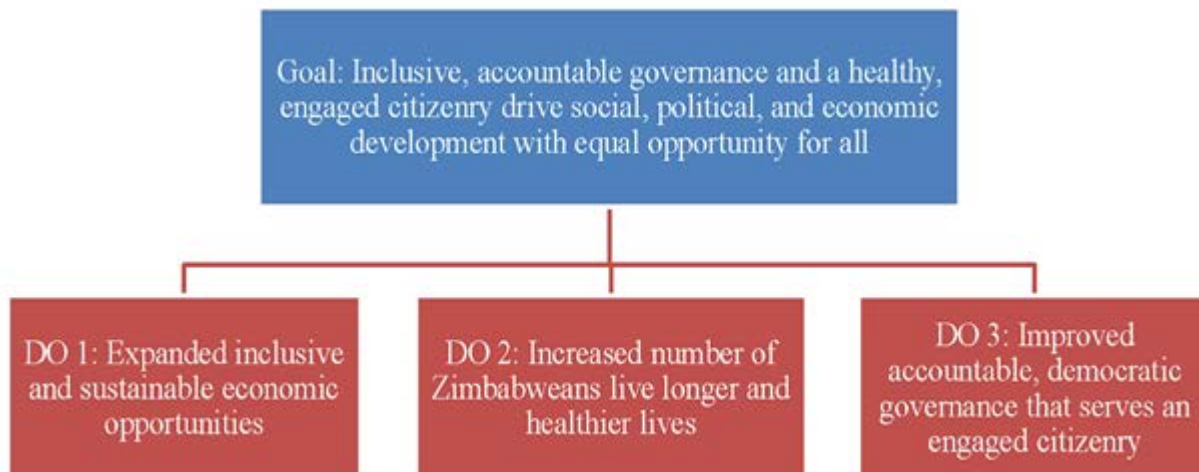 Goal: Inclusive, accountable governance and a healthy,
engaged citizenry drive social, political, and economic
development with equal opportunity for all
DO 1: Expanded inclusive
and sustainable economic
opportunities
DO 2: Increased number of
Zimbabweans live longer and
healthier lives
DO 3: Improved
accountable, democratic
governance that serves an
engaged citizenry